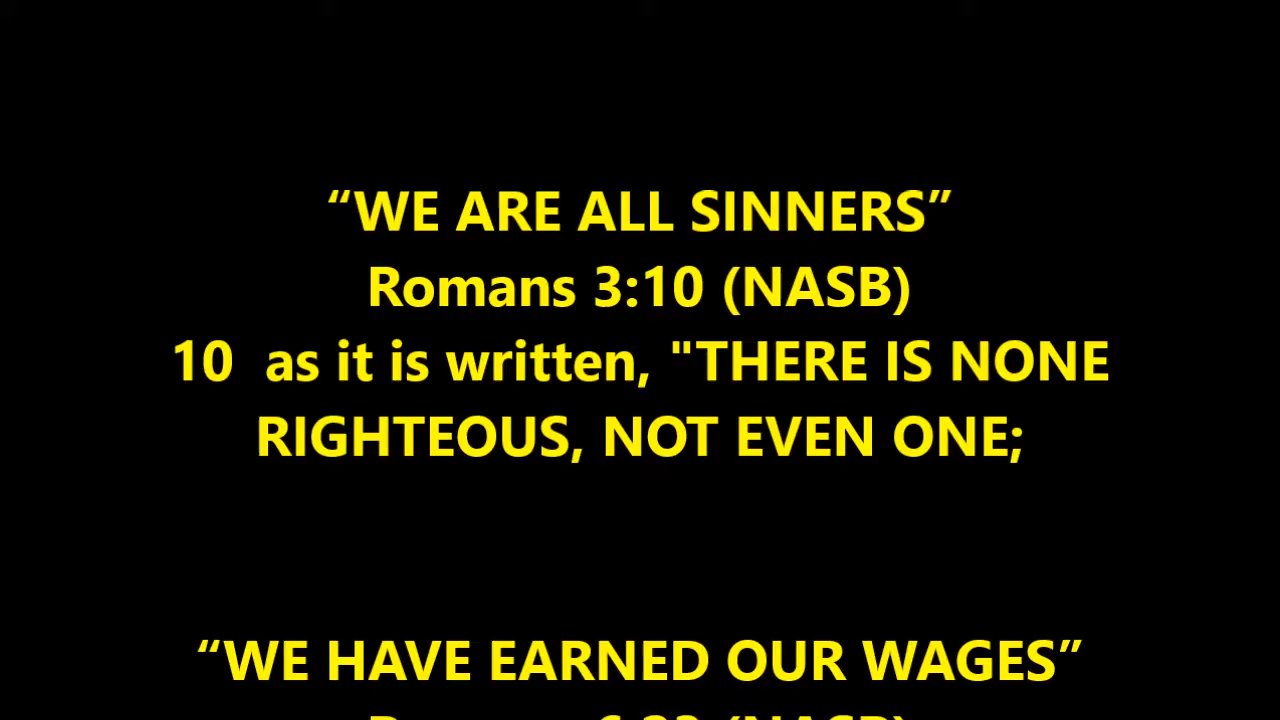 “WE ARE ALL SINNERS”
Romans 3:10 (NASB)
10  as it is written, "THERE IS NONE
RIGHTEOUS, NOT EVEN ONE;
“WE HAVE EARNED OUR WAGES”